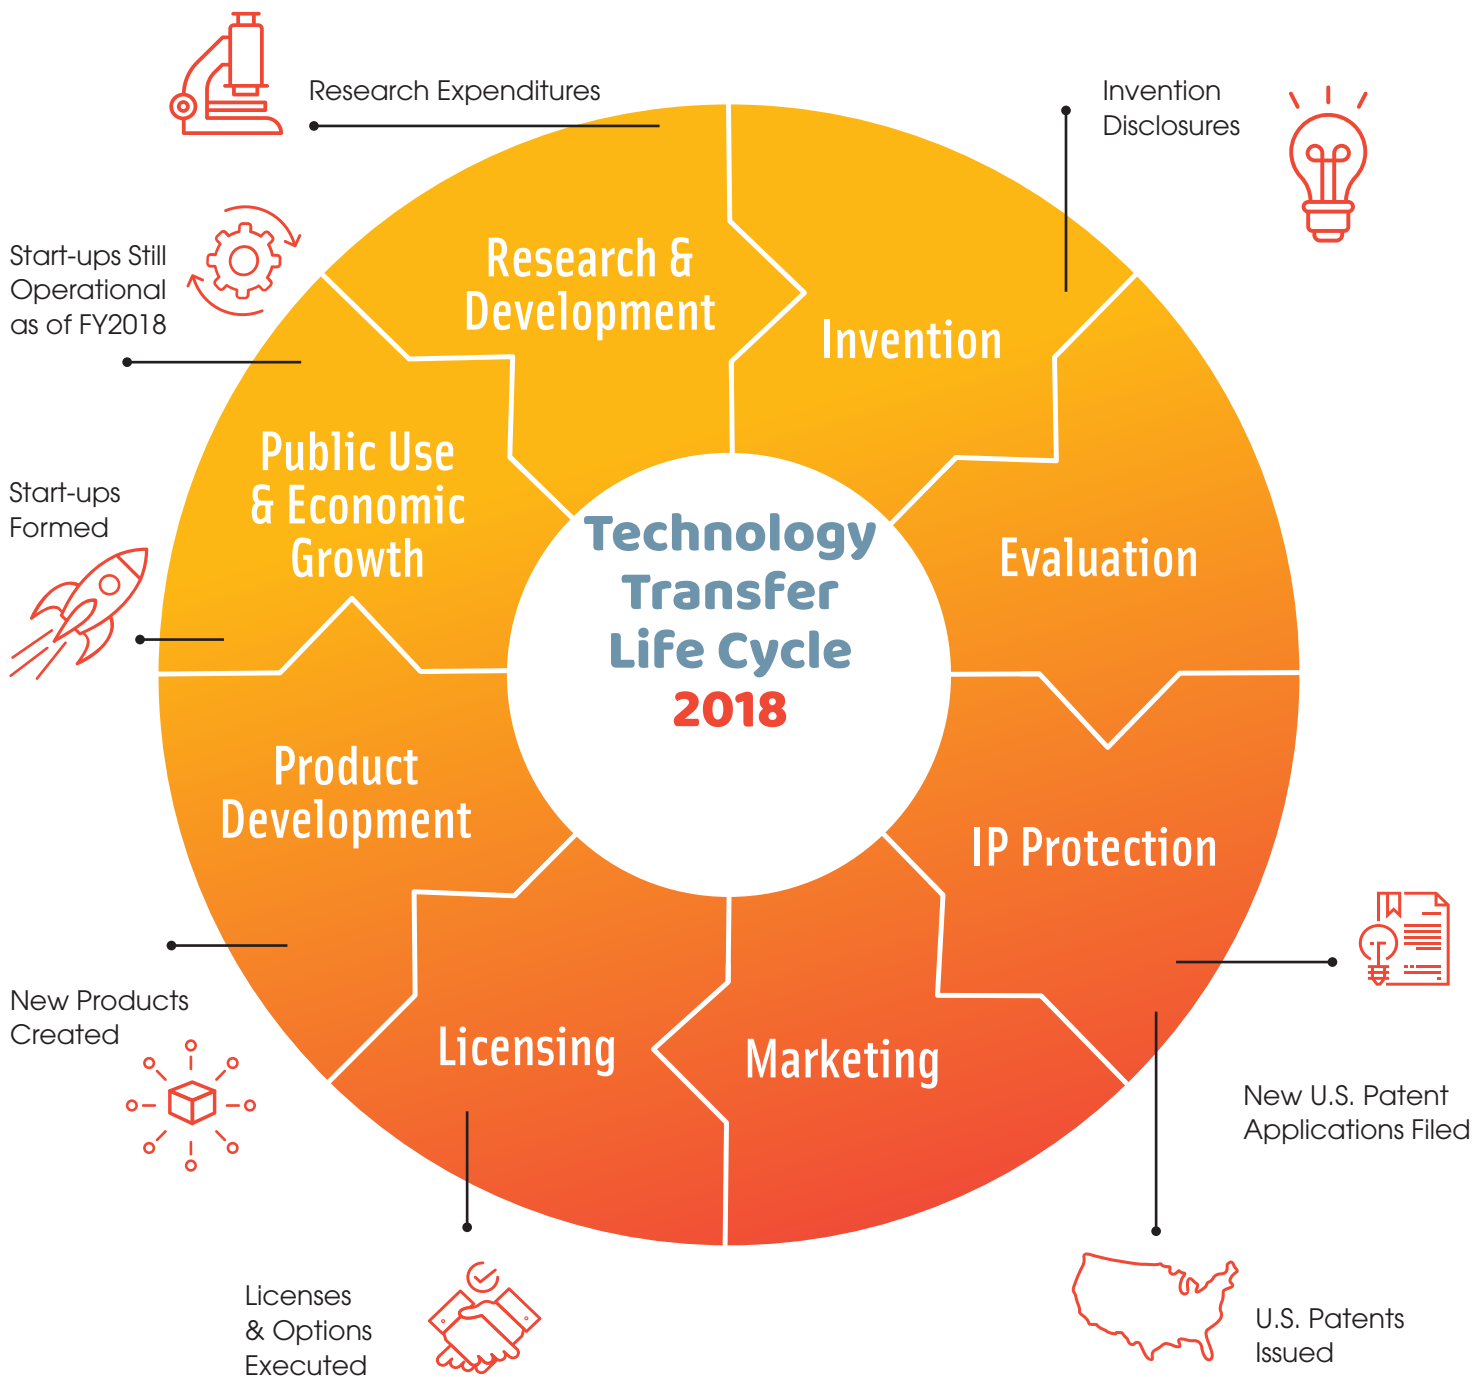 Research Expenditures
Invention
Disclosures
Start-ups Still
Operational
as of FY2018
Research &
Development
Invention
Public Use
& Economic
Growth
Start-ups
Formed
Technology
Transfer
Life Cycle
2018
Evaluation
Product
Development
IP Protection
New Products
Created
Licensing
Marketing
New U.S. Patent
Applications Filed
Licenses
& Options
Executed
U.S. Patents
Issued